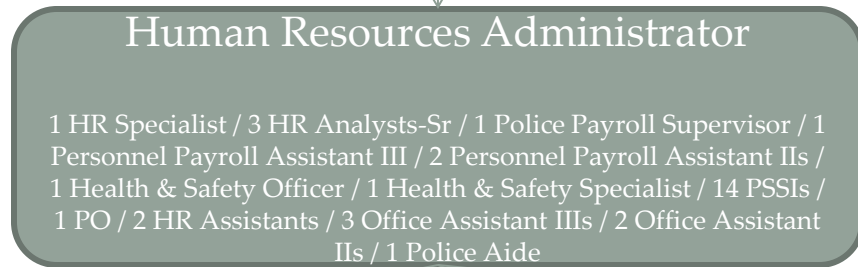 Human Resources Administrator
1 HR Specialist / 3 HR Analysts-Sr / 1 Police Payroll Supervisor / 1
Personnel Payroll Assistant III / 2 Personnel Payroll Assistant IIs /
1 Health & Safety Officer / 1 Health & Safety Specialist / 14 PSSIs /
1 PO / 2 HR Assistants / 3 Office Assistant IIIs / 2 Office Assistant
IIs / 1 Police Aide